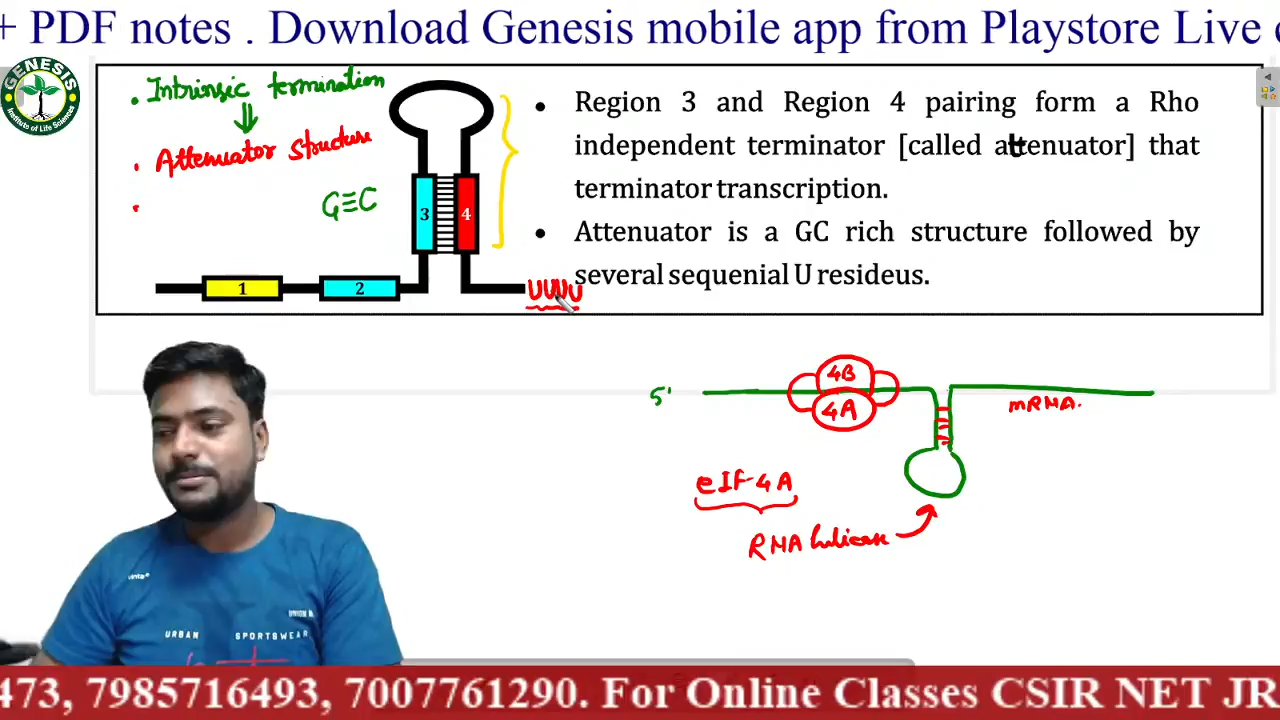 + PDF notes . Download Genesis mobile app from Playstore Live
GENESIS
Institute of Life Sciences
. Intrinsic termination
. Attenuator structure
.
G≡C
3
4
1
2
UUUU
• Region 3 and Region 4 pairing form a Rho
independent terminator [called attenuator] that
terminator transcription.
• Attenuator is a GC rich structure followed by
several sequenial U resideus.
5'
4B
4A
mRNA.
eIF-4A
RNA helicase
UNION
URBAN SPORTSWEAR
473, 7985716493, 7007761290. For Online Classes CSIR NET JR